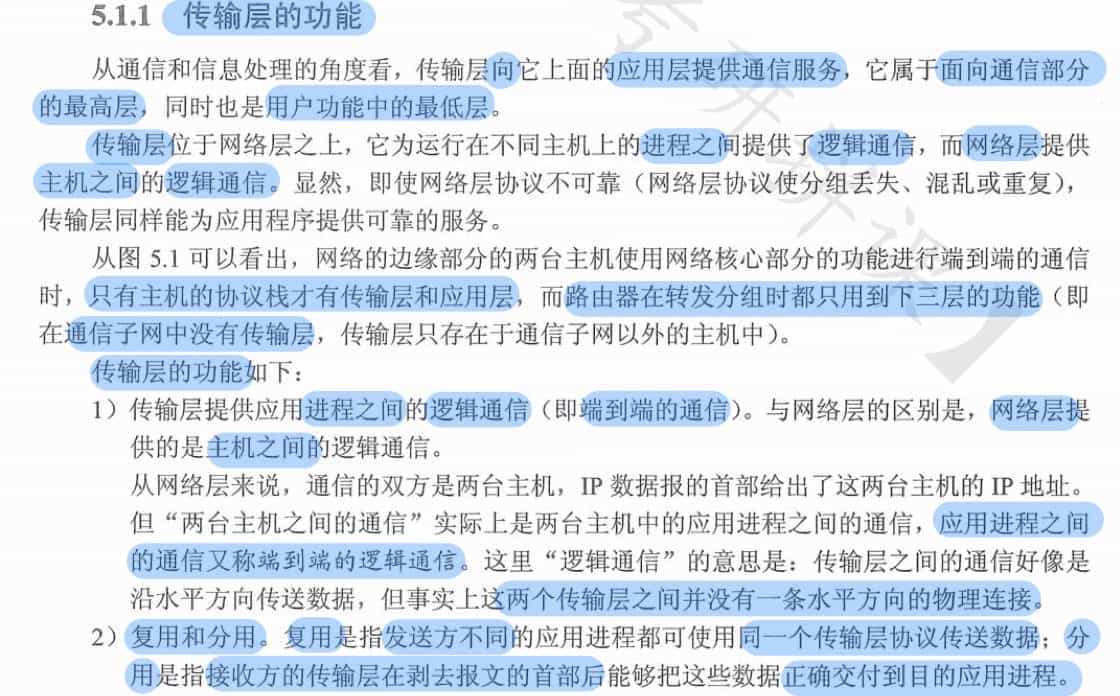 5.1.1 传输层的功能
从通信和信息处理的角度看，传输层向它上面的应用层提供通信服务，它属于面向通信部分
的最高层，同时也是用户功能中的最低层。
传输层位于网络层之上，它为运行在不同主机上的进程之间提供了逻辑通信，而网络层提供
主机之间的逻辑通信。显然，即使网络层协议不可靠（网络层协议使分组丢失、混乱或重复），
传输层同样能为应用程序提供可靠的服务。
从图 5.1 可以看出，网络的边缘部分的两台主机使用网络核心部分的功能进行端到端的通信
时，只有主机的协议栈才有传输层和应用层，而路由器在转发分组时都只用到下三层的功能（即
在通信子网中没有传输层，传输层只存在于通信子网以外的主机中）。
传输层的功能如下：
1）传输层提供应用进程之间的逻辑通信（即端到端的通信）。与网络层的区别是，网络层提
供的是主机之间的逻辑通信。
从网络层来说，通信的双方是两台主机，IP 数据报的首部给出了这两台主机的 IP 地址。
但“两台主机之间的通信”实际上是两台主机中的应用进程之间的通信，应用进程之间
的通信又称端到端的逻辑通信。这里“逻辑通信”的意思是：传输层之间的通信好像是
沿水平方向传送数据，但事实上这两个传输层之间并没有一条水平方向的物理连接。
2）复用和分用。复用是指发送方不同的应用进程都可使用同一个传输层协议传送数据；分
用是指接收方的传输层在剥去报文的首部后能够把这些数据正确交付到目的应用进程。
考研讲课】